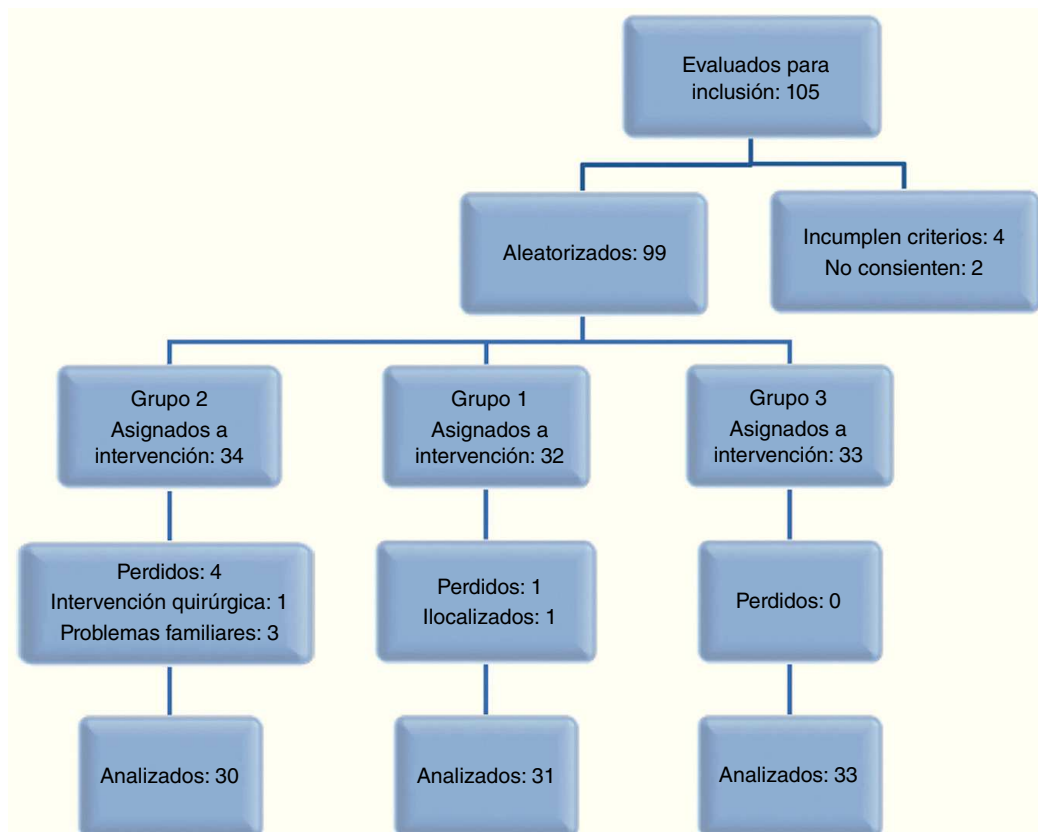 Evaluados para
inclusión: 105
Aleatorizados: 99
Incumplen criterios: 4
No consienten: 2
Grupo 2
Asignados a
intervención: 34
Grupo 1
Asignados a
intervención: 32
Grupo 3
Asignados a
intervención: 33
Perdidos: 4
Intervención quirúrgica: 1
Problemas familiares: 3
Perdidos: 1
Ilocalizados: 1
Perdidos: 0
Analizados: 30
Analizados: 31
Analizados: 33